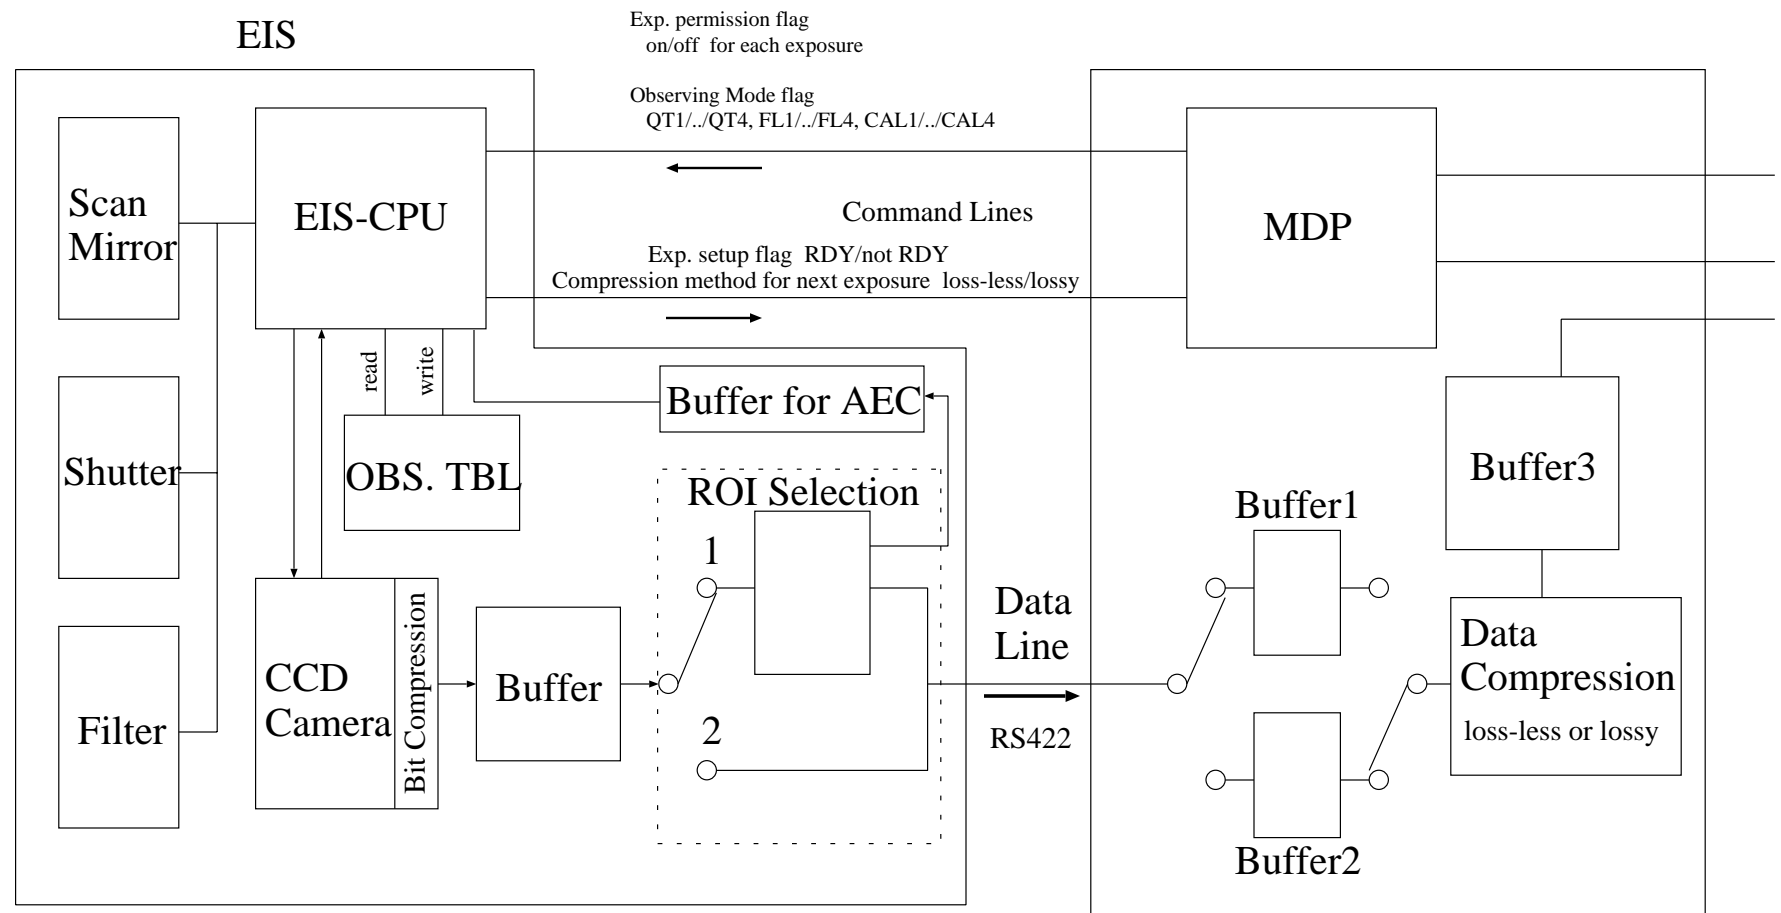 EIS
Exp. permission flag
on/off for each exposure
Observing Mode flag
QT1/../QT4, FL1/../FL4, CAL1/../CAL4
Scan
Mirror
EIS-CPU
Command Lines
MDP
Exp. setup flag RDY/not RDY
Compression method for next exposure loss-less/lossy
read
write
Buffer for AEC
Shutter
OBS. TBL
ROI Selection
1
Buffer1
Buffer3
Data
Line
RS422
Filter
CCD
Camera
Bit Compression
Buffer
2
Data
Compression
loss-less or lossy
Buffer2